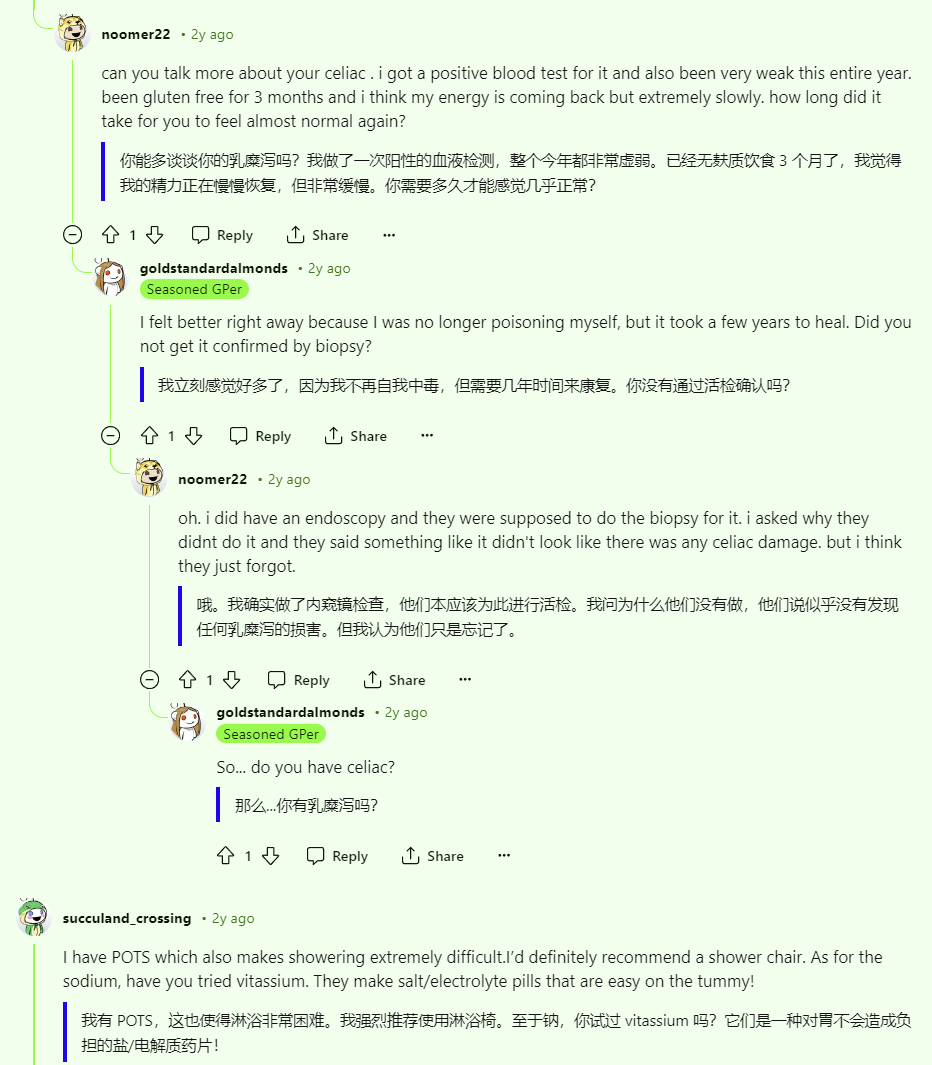 noomer22 • 2y ago
can you talk more about your celiac . i got a positive blood test for it and also been very weak this entire year.
been gluten free for 3 months and i think my energy is coming back but extremely slowly. how long did it
take for you to feel almost normal again?
你能多谈谈你的乳糜泻吗？我做了一次阳性的血液检测，整个今年都非常虚弱。已经无麸质饮食 3 个月了，我觉得
我的精力正在慢慢恢复，但非常缓慢。你需要多久才能感觉几乎正常？
1 Reply Share
goldstandardalmonds • 2y ago
Seasoned GPer
I felt better right away because I was no longer poisoning myself, but it took a few years to heal. Did you
not get it confirmed by biopsy?
我立刻感觉好多了，因为我不再自我中毒，但需要几年时间来康复。你没有通过活检确认吗？
1 Reply Share
noomer22 • 2y ago
oh. i did have an endoscopy and they were supposed to do the biopsy for it. i asked why they
didnt do it and they said something like it didn't look like there was any celiac damage. but i think
they just forgot.
哦。我确实做了内窥镜检查，他们本应该为此进行活检。我问为什么他们没有做，他们说似乎没有发现
任何乳糜泻的损害。但我认为他们只是忘记了。
1 Reply Share
goldstandardalmonds • 2y ago
Seasoned GPer
So... do you have celiac?
那么...你有乳糜泻吗？
1 Reply Share
succuland_crossing • 2y ago
I have POTS which also makes showering extremely difficult.I’d definitely recommend a shower chair. As for the
sodium, have you tried vitassium. They make salt/electrolyte pills that are easy on the tummy!
我有 POTS，这也使得淋浴非常困难。我强烈推荐使用淋浴椅。至于钠，你试过 vitassium 吗？它们是一种对胃不会造成负
担的盐/电解质药片！